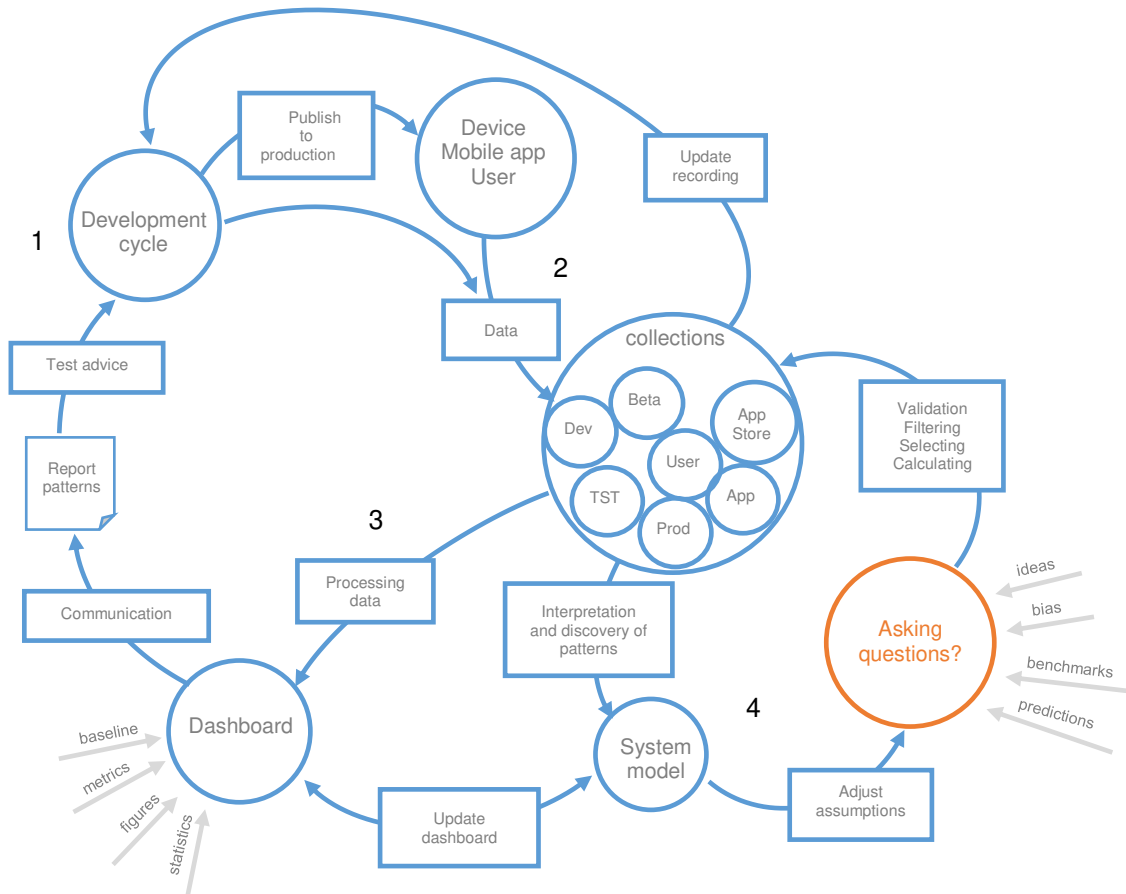 Publish
to
production
Device
Mobile app
User
Update
recording
Development
cycle
1
2
Data
collections
Test advice
Beta
App
Store
Dev
User
TST
App
Prod
Validation
Filtering
Selecting
Calculating
Report
patterns
3
Processing
data
Interpretation
and discovery of
patterns
Communication
Asking
questions?
ideas
bias
benchmarks
predictions
Dashboard
baseline
metrics
figures
statistics
System
model
4
Update
dashboard
Adjust
assumptions